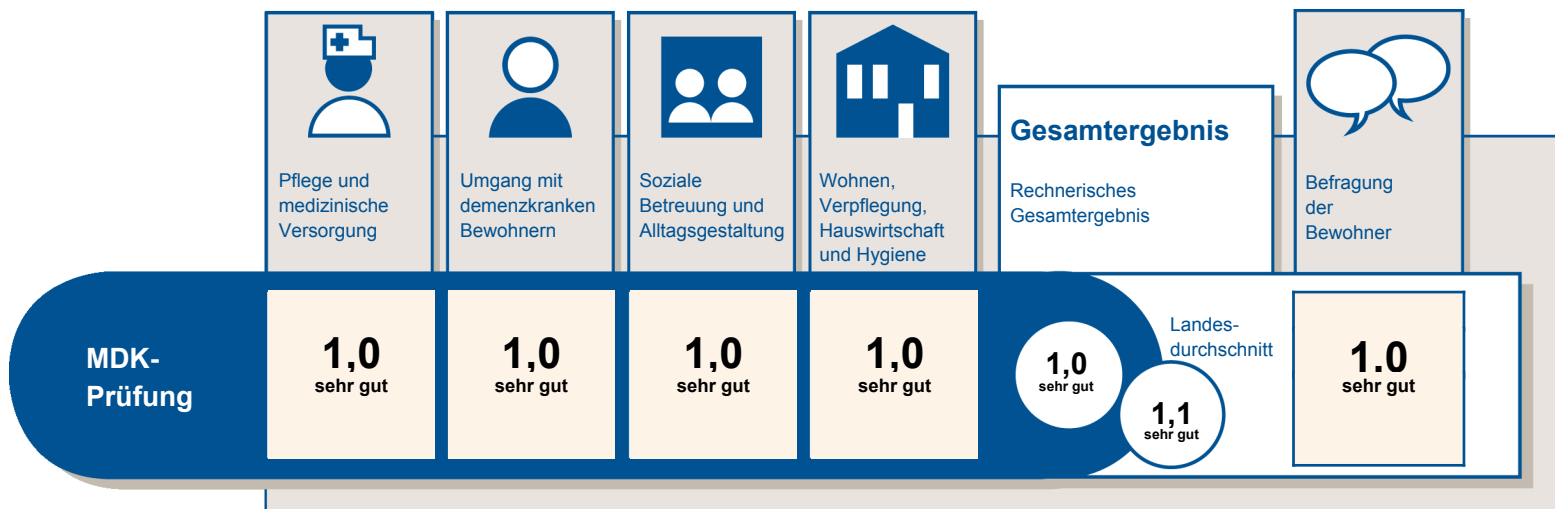 Pflege und
medizinische
Versorgung
Umgang mit
demenzkranken
Bewohnern
Soziale
Betreuung und
Alltagsgestaltung
Wohnen,
Verpflegung,
Hauswirtschaft
und Hygiene
Gesamtergebnis
Rechnerisches
Gesamtergebnis
Befragung
der
Bewohner
MDK-
Prüfung
1,0
sehr gut
1,0
sehr gut
1,0
sehr gut
1,0
sehr gut
1,0
sehr gut
Landes-
durchschnitt
1,1
sehr gut
1.0
sehr gut